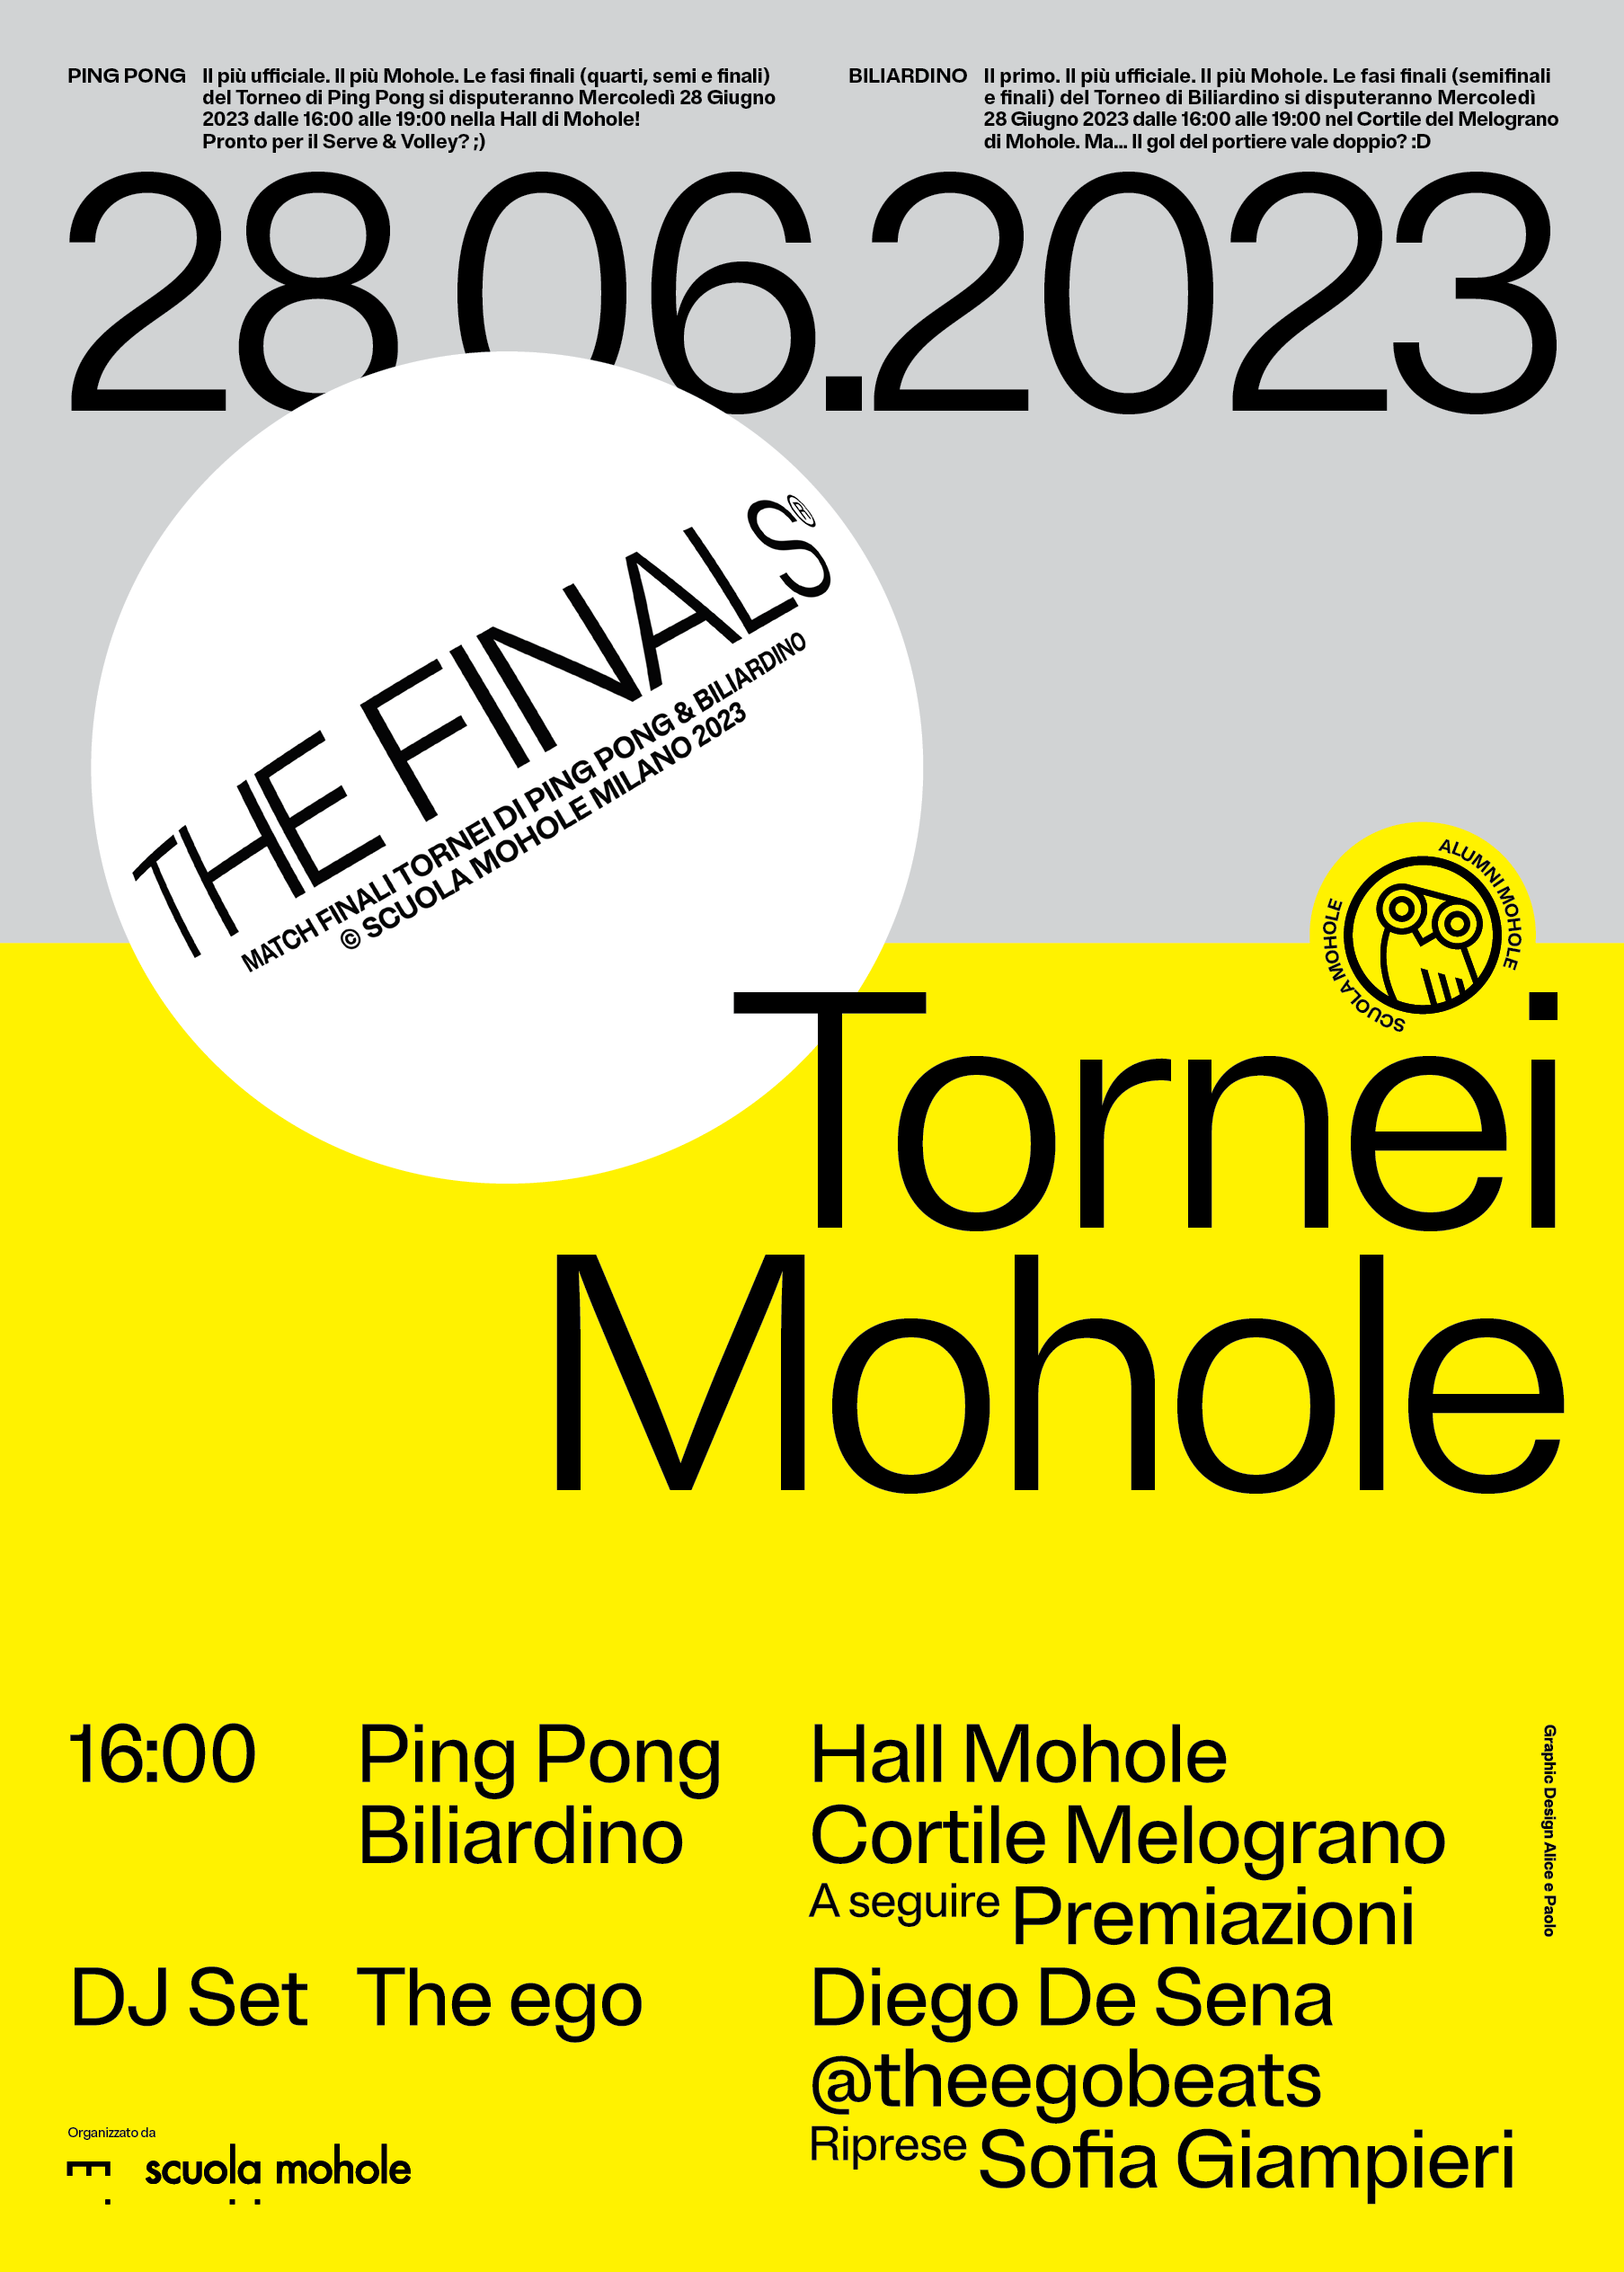 PING PONG
Il più ufficiale. Il più Mohole. Le fasi finali (quarti, semi e finali)
del Torneo di Ping Pong si disputeranno Mercoledì 28 Giugno
2023 dalle 16:00 alle 19:00 nella Hall di Mohole!
Pronto per il Serve & Volley? ;)
BILIARDINO
Il primo. Il più ufficiale. Il più Mohole. Le fasi finali (semifinali
e finali) del Torneo di Biliardino si disputeranno Mercoledì
28 Giugno 2023 dalle 16:00 alle 19:00 nel Cortile del Melograno
di Mohole. Ma... Il gol del portiere vale doppio? :D
28 06.2023
THE FINALS®
MATCH FINALI TORNEI DI PING PONG & BILIARDINO
© SCUOLA MOHOLE MILANO 2023
ALUMNI MOHOLE
SCUOLA MOHOLE
Tornei
Mohole
16:00 Ping Pong Hall Mohole
Biliardino Cortile Melograno
A seguire Premiazioni
DJ Set The ego Diego De Sena
@theegobeats
Riprese Sofia Giampieri
Graphic Design Alice e Paolo
Organizzato da
scuola mohole